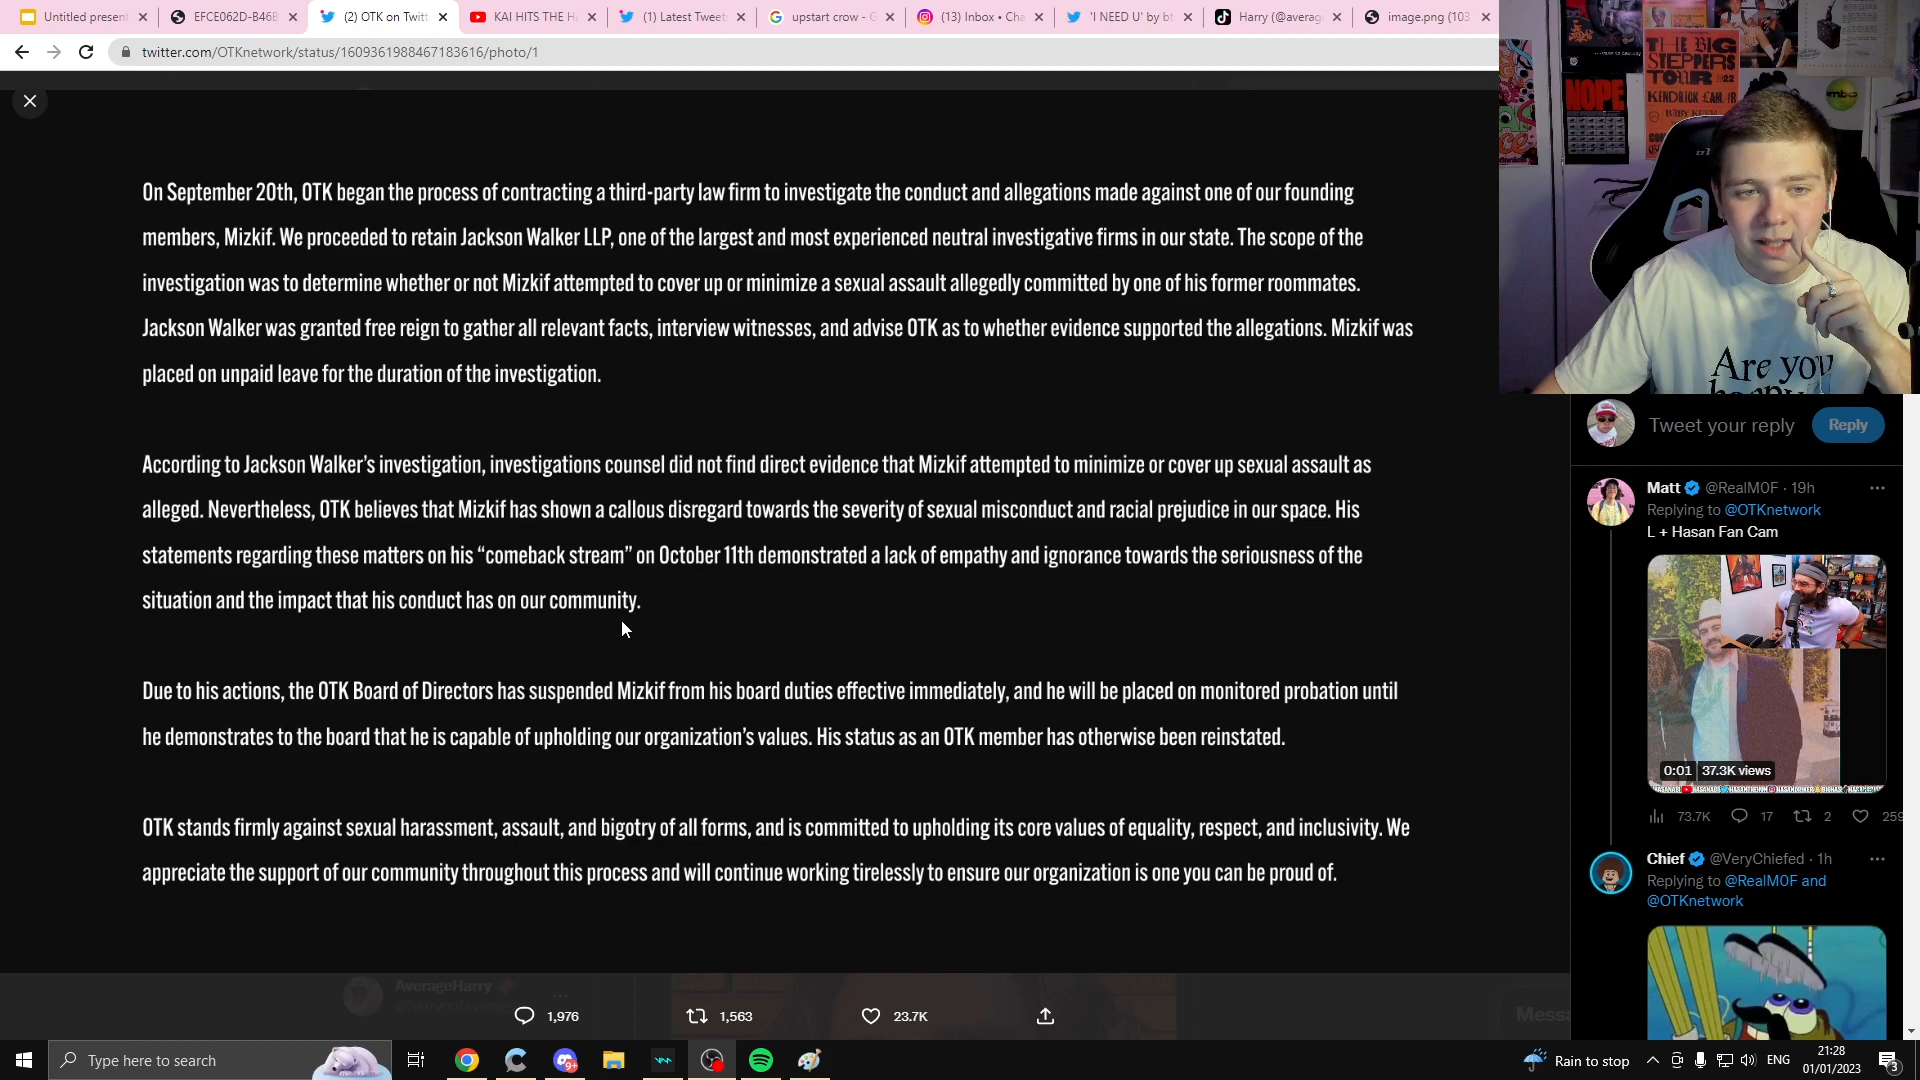 Untitled present
EFCE062D-B46B
(2) OTK on Twitt
KAI HITS THE H
(1) Latest Tweet
upstart crow - G
(13) Inbox • Cha
'I NEED U' by bt
Harry (@averag
image.png (103
twitter.com/OTKnetwork/status/1609361988467183616/photo/1
On September 20th, OTK began the process of contracting a third-party law firm to investigate the conduct and allegations made against one of our founding
members, Mizkif. We proceeded to retain Jackson Walker LLP, one of the largest and most experienced neutral investigative firms in our state. The scope of the
investigation was to determine whether or not Mizkif attempted to cover up or minimize a sexual assault allegedly committed by one of his former roommates.
Jackson Walker was granted free reign to gather all relevant facts, interview witnesses, and advise OTK as to whether evidence supported the allegations. Mizkif was
placed on unpaid leave for the duration of the investigation.
According to Jackson Walker's investigation, investigations counsel did not find direct evidence that Mizkif attempted to minimize or cover up sexual assault as
alleged. Nevertheless, OTK believes that Mizkif has shown a callous disregard towards the severity of sexual misconduct and racial prejudice in our space. His
statements regarding these matters on his “comeback stream” on October 11th demonstrated a lack of empathy and ignorance towards the seriousness of the
situation and the impact that his conduct has on our community.
Due to his actions, the OTK Board of Directors has suspended Mizkif from his board duties effective immediately, and he will be placed on monitored probation until
he demonstrates to the board that he is capable of upholding our organization's values. His status as an OTK member has otherwise been reinstated.
OTK stands firmly against sexual harassment, assault, and bigotry of all forms, and is committed to upholding its core values of equality, respect, and inclusivity. We
appreciate the support of our community throughout this process and will continue working tirelessly to ensure our organization is one you can be proud of.
AverageHarry
1,976
1,563
23.7K
THE BIG
STEPPERS
TOUR
2022
KENDRICK LAMAR
BABY KEEM
NOPE
Are you
happy
Tweet your reply
Reply
Matt @RealM0F · 19h
Replying to @OTKnetwork
L + Hasan Fan Cam
0:01 37.3K views
73.7K
17
2
259
Chief @VeryChiefed · 1h
Replying to @RealM0F and
@OTKnetwork
Messa
Type here to search
9+
Rain to stop
ENG
21:28
01/01/2023
3